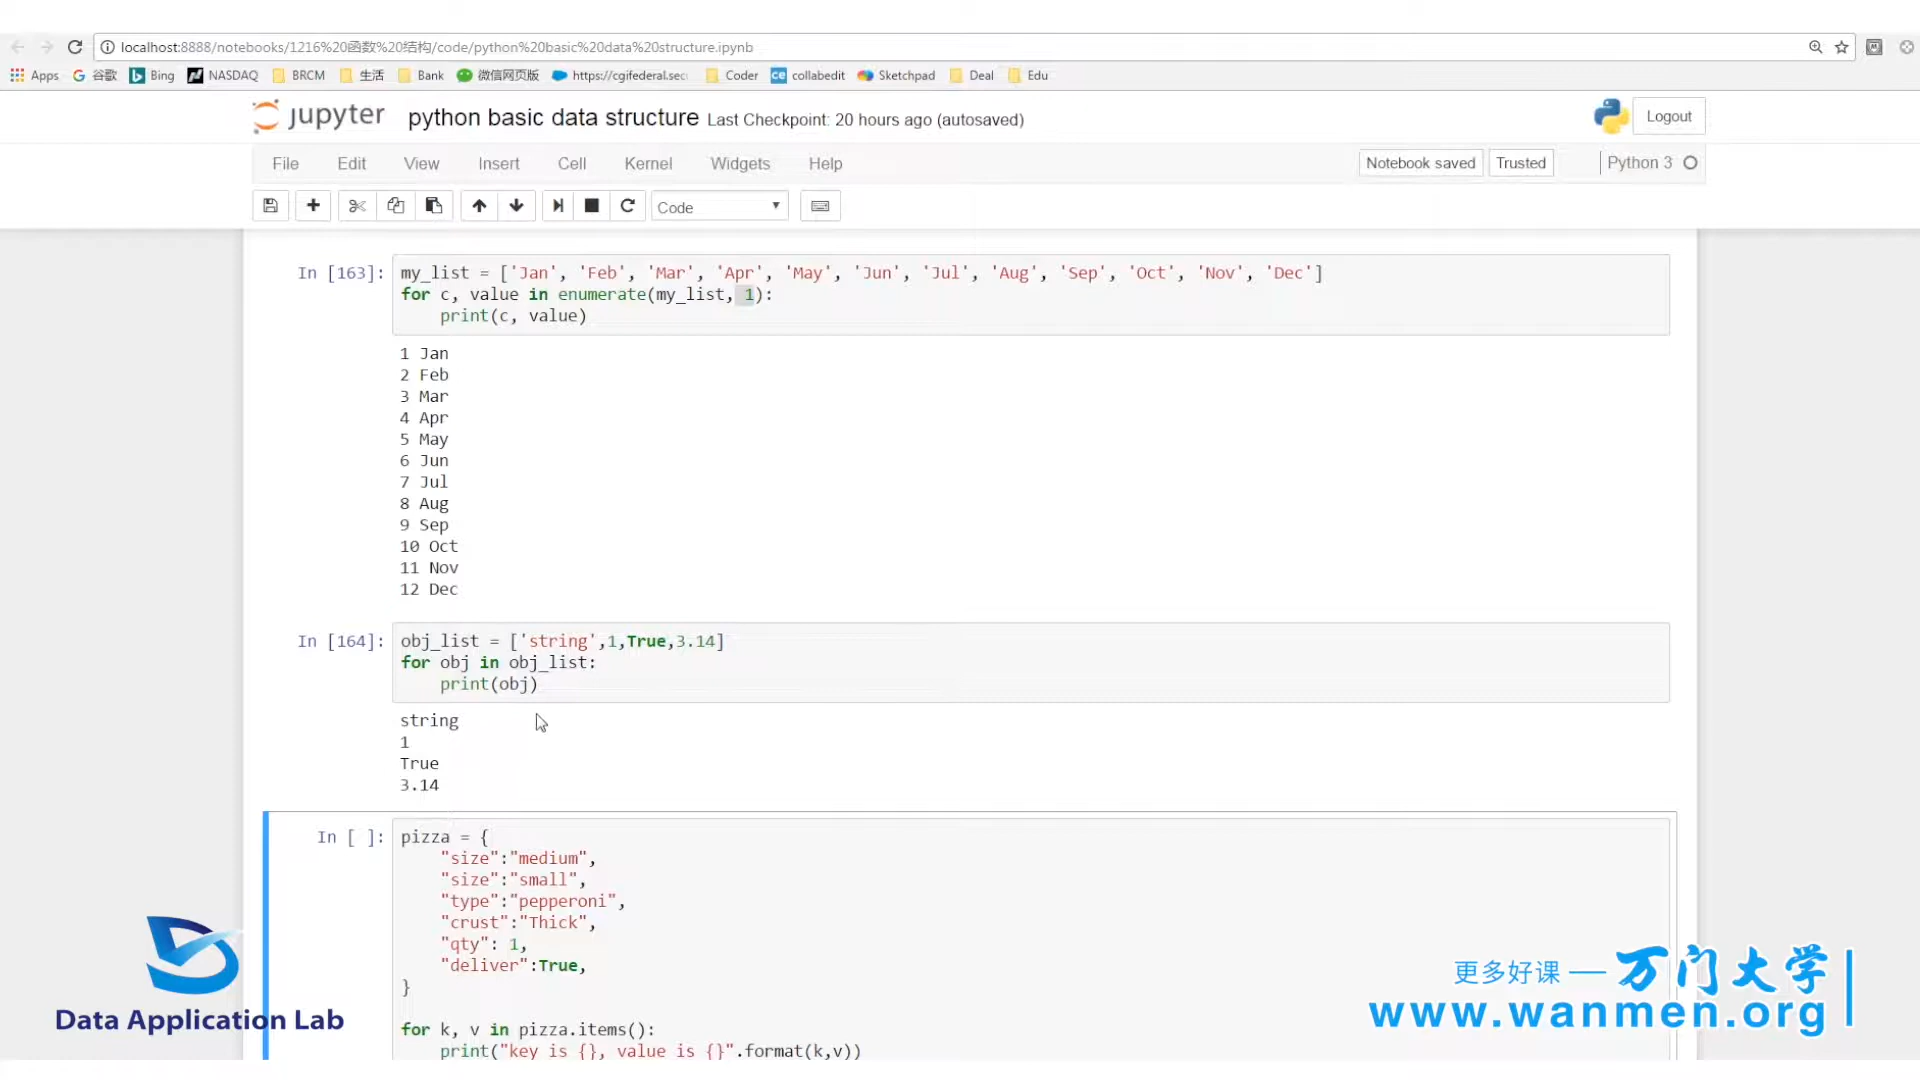 localhost:8888/notebooks/1216%20函数%20结构/code/python%20basic%20data%20structure.ipynb
Apps 谷歌 Bing NASDAQ BRCM 生活 Bank 微信网页版 https://cgifederal.sec Coder collabedit Sketchpad Deal Edu
jupyter python basic data structure Last Checkpoint: 20 hours ago (autosaved) Logout
File Edit View Insert Cell Kernel Widgets Help Notebook saved Trusted Python 3
Code
In [163]: my_list = ['Jan', 'Feb', 'Mar', 'Apr', 'May', 'Jun', 'Jul', 'Aug', 'Sep', 'Oct', 'Nov', 'Dec']
for c, value in enumerate(my_list, 1):
    print(c, value)
1 Jan
2 Feb
3 Mar
4 Apr
5 May
6 Jun
7 Jul
8 Aug
9 Sep
10 Oct
11 Nov
12 Dec
In [164]: obj_list = ['string',1,True,3.14]
for obj in obj_list:
    print(obj)
string
1
True
3.14
In [ ]: pizza = {
    "size":"medium",
    "size":"small",
    "type":"pepperoni",
    "crust":"Thick",
    "qty": 1,
    "deliver":True,
}
for k, v in pizza.items():
    print("key is {}, value is {}".format(k,v))
Data Application Lab
更多好课 — 万门大学
www.wanmen.org